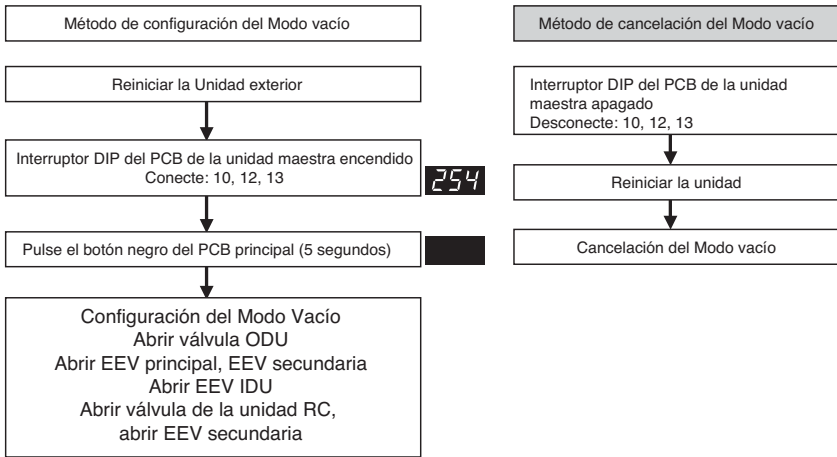 Método de configuración del Modo vacío
Reiniciar la Unidad exterior
Interruptor DIP del PCB de la unidad maestra encendido
Conecte: 10, 12, 13
254
Pulse el botón negro del PCB principal (5 segundos)
Configuración del Modo Vacío
Abrir válvula ODU
Abrir EEV principal, EEV secundaria
Abrir EEV IDU
Abrir válvula de la unidad RC,
abrir EEV secundaria
Método de cancelación del Modo vacío
Interruptor DIP del PCB de la unidad
maestra apagado
Desconecte: 10, 12, 13
Reiniciar la unidad
Cancelación del Modo vacío